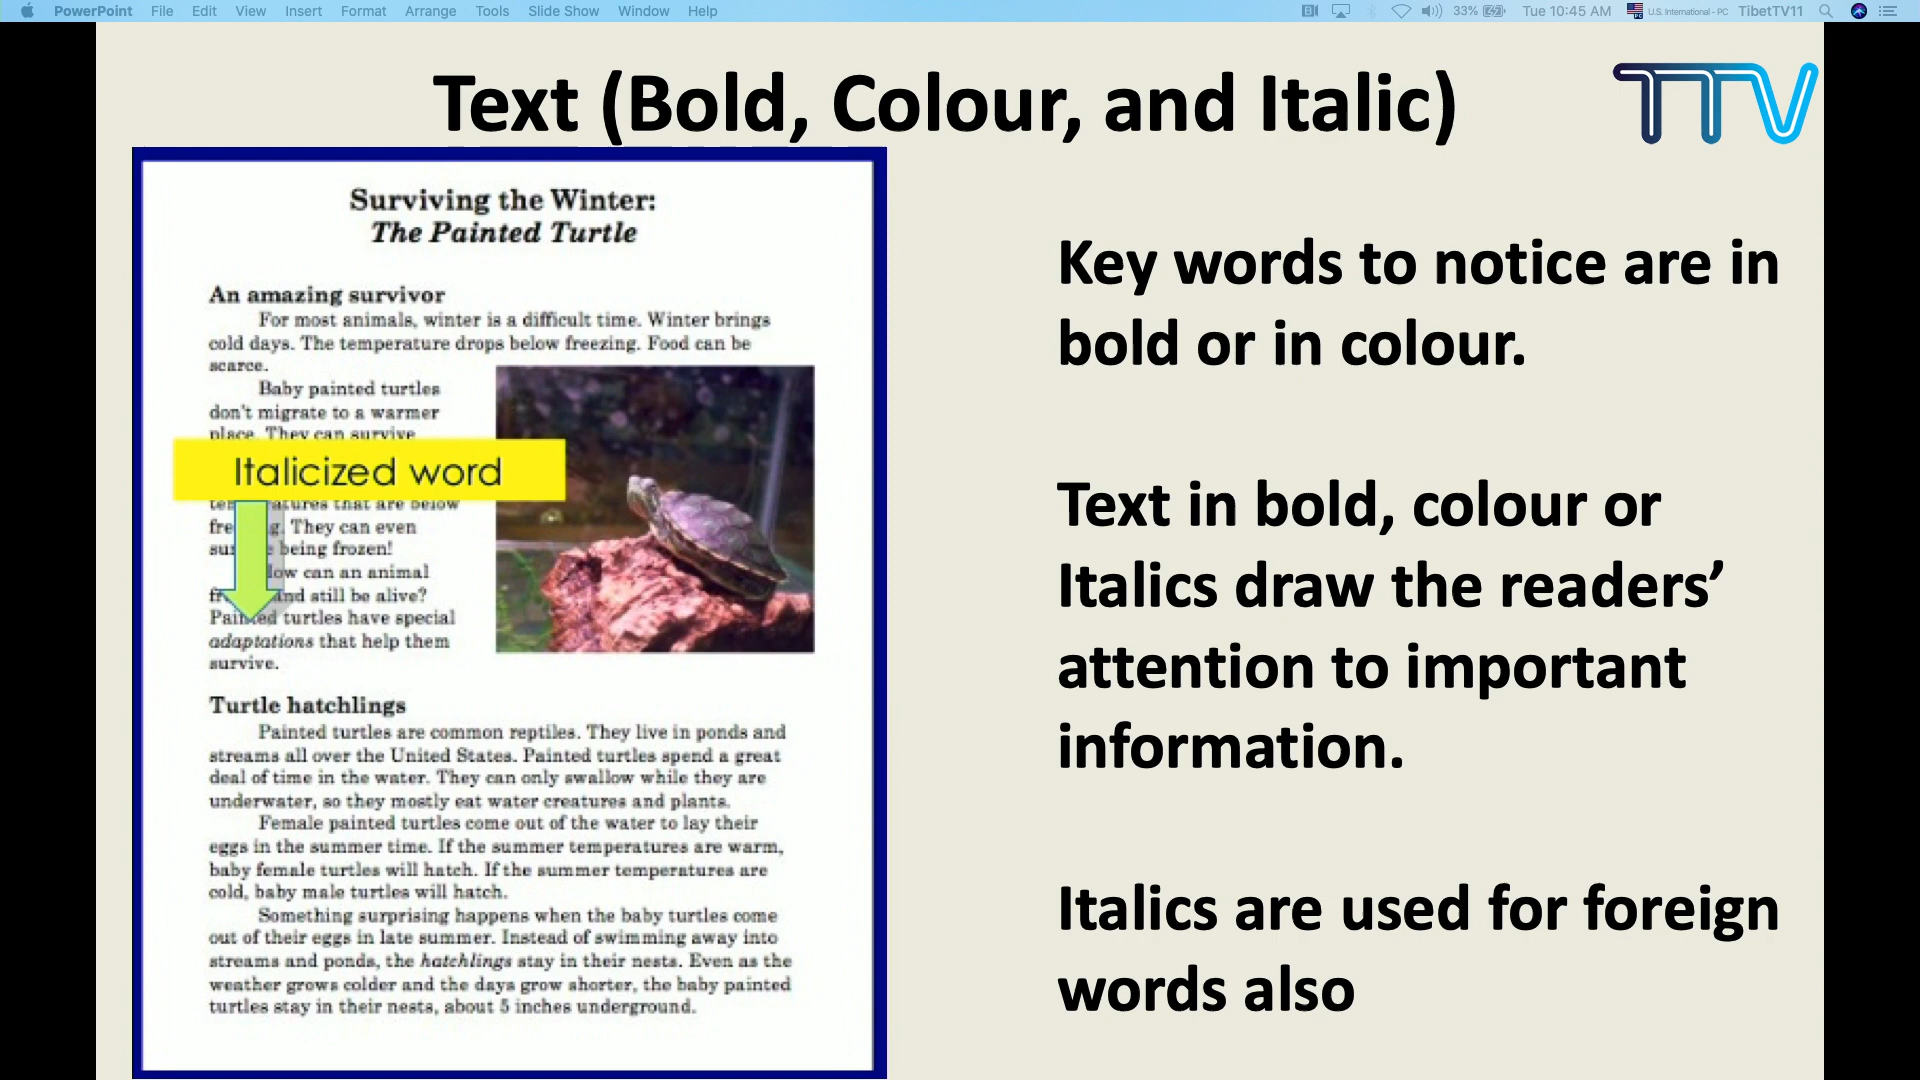 PowerPoint File Edit View Insert Format Arrange Tools Slide Show Window Help 33% Tue 10:45 AM U.S. International - PC TibetTV11
Text (Bold, Colour, and Italic)
TTV
Surviving the Winter:
The Painted Turtle
An amazing survivor
For most animals, winter is a difficult time. Winter brings
cold days. The temperature drops below freezing. Food can be
scarce.
Baby painted turtles
don't migrate to a warmer
place. They can survive
Italicized word
that are below
They can even
being frozen!
can an animal
and still be alive?
turtles have special
adaptations that help them
survive.
Turtle hatchlings
Painted turtles are common reptiles. They live in ponds and
streams all over the United States. Painted turtles spend a great
deal of time in the water. They can only swallow while they are
underwater, so they mostly eat water creatures and plants.
Female painted turtles come out of the water to lay their
eggs in the summer time. If the summer temperatures are warm,
baby female turtles will hatch. If the summer temperatures are
cold, baby male turtles will hatch.
Something surprising happens when the baby turtles come
out of their eggs in late summer. Instead of swimming away into
streams and ponds, the hatchlings stay in their nests. Even as the
weather grows colder and the days grow shorter, the baby painted
turtles stay in their nests, about 5 inches underground.
Key words to notice are in
bold or in colour.
Text in bold, colour or
Italics draw the readers’
attention to important
information.
Italics are used for foreign
words also